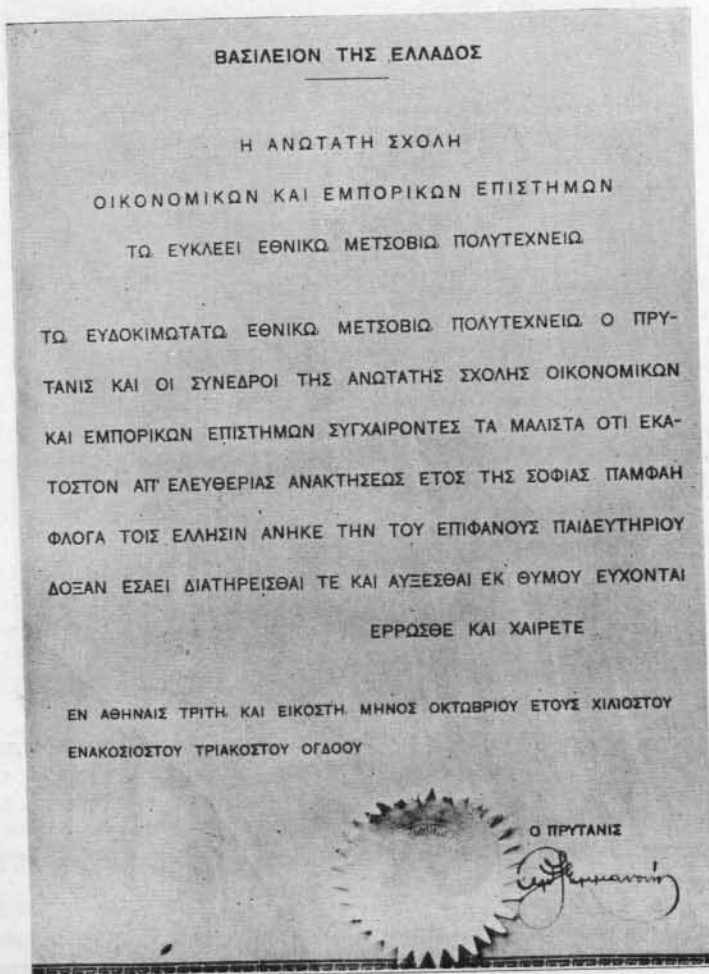 ΒΑΣΙΛΕΙΟΝ ΤΗΣ ΕΛΛΑΔΟΣ
Η ΑΝΩΤΑΤΗ ΣΧΟΛΗ
ΟΙΚΟΝΟΜΙΚΩΝ ΚΑΙ ΕΜΠΟΡΙΚΩΝ ΕΠΙΣΤΗΜΩΝ
ΤΩ. ΕΥΚΛΕΕΙ ΕΘΝΙΚΩ. ΜΕΤΣΟΒΙΩ. ΠΟΛΥΤΕΧΝΕΙΩ.
ΤΩ. ΕΥΔΟΚΙΜΩΤΑΤΩ. ΕΘΝΙΚΩ. ΜΕΤΣΟΒΙΩ. ΠΟΛΥΤΕΧΝΕΙΩ. Ο ΠΡΥ-
ΤΑΝΙΣ ΚΑΙ ΟΙ ΣΥΝΕΔΡΟΙ ΤΗΣ ΑΝΩΤΑΤΗΣ ΣΧΟΛΗΣ ΟΙΚΟΝΟΜΙΚΩΝ
ΚΑΙ ΕΜΠΟΡΙΚΩΝ ΕΠΙΣΤΗΜΩΝ ΣΥΓΧΑΙΡΟΝΤΕΣ ΤΑ ΜΑΛΙΣΤΑ ΟΤΙ ΕΚΑ-
ΤΟΣΤΟΝ ΑΠ' ΕΛΕΥΘΕΡΙΑΣ ΑΝΑΚΤΗΣΕΩΣ ΕΤΟΣ ΤΗΣ ΣΟΦΙΑΣ ΠΑΜΦΑΗ
ΦΛΟΓΑ ΤΟΙΣ ΕΛΛΗΣΙΝ ΑΝΗΚΕ ΤΗΝ ΤΟΥ ΕΠΙΦΑΝΟΥΣ ΠΑΙΔΕΥΤΗΡΙΟΥ
ΔΟΞΑΝ ΕΣΑΕΙ ΔΙΑΤΗΡΕΙΣΘΑΙ ΤΕ ΚΑΙ ΑΥΞΕΣΘΑΙ ΕΚ ΘΥΜΟΥ ΕΥΧΟΝΤΑΙ
ΕΡΡΩΣΘΕ ΚΑΙ ΧΑΙΡΕΤΕ
ΕΝ ΑΘΗΝΑΙΣ ΤΡΙΤΗ. ΚΑΙ ΕΙΚΟΣΤΗ. ΜΗΝΟΣ ΟΚΤΩΒΡΙΟΥ ΕΤΟΥΣ ΧΙΛΙΟΣΤΟΥ
ΕΝΑΚΟΣΙΟΣΤΟΥ ΤΡΙΑΚΟΣΤΟΥ ΟΓΔΟΟΥ
Ο ΠΡΥΤΑΝΙΣ